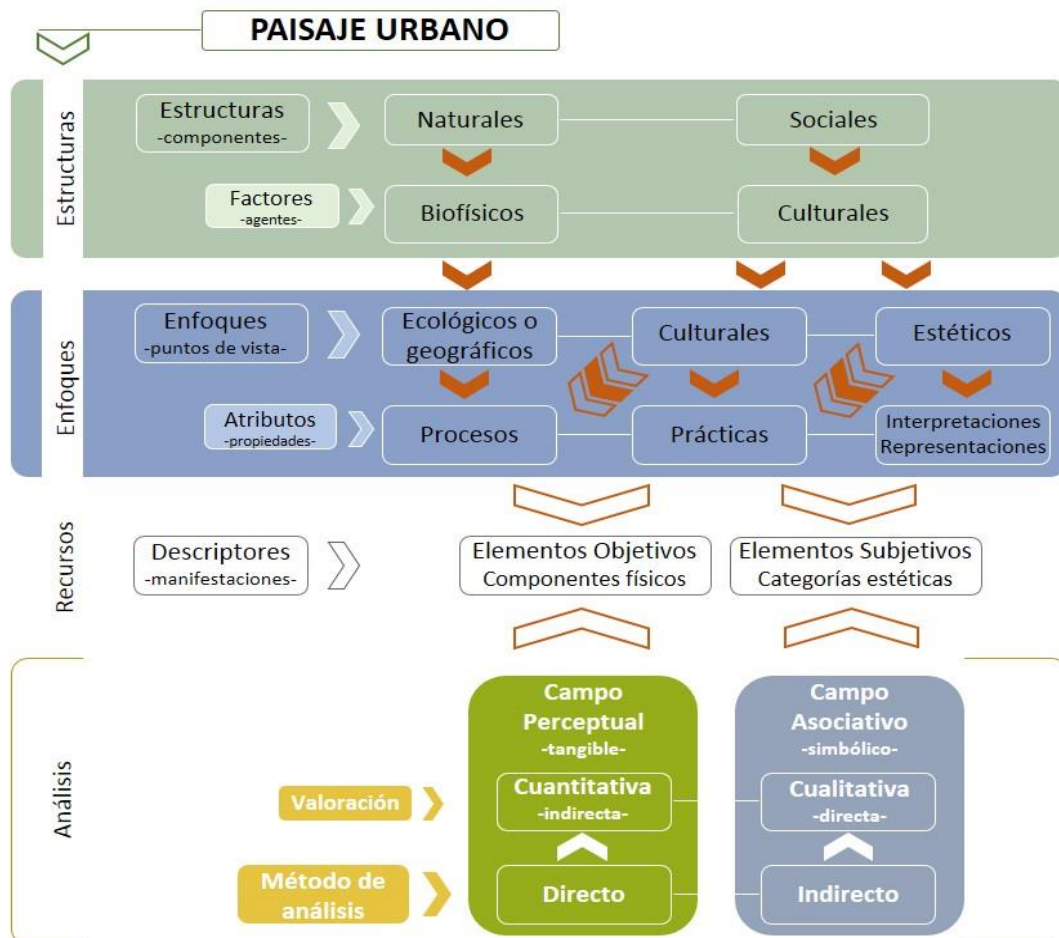 PAISAJE URBANO
Estructuras
Estructuras
-componentes-
Naturales
Sociales
Factores
-agentes-
Biofísicos
Culturales
Enfoques
Enfoques
-puntos de vista-
Ecológicos o
geográficos
Culturales
Estéticos
Atributos
-propiedades-
Procesos
Prácticas
Interpretaciones
Representaciones
Recursos
Descriptores
-manifestaciones-
Elementos Objetivos
Componentes físicos
Elementos Subjetivos
Categorías estéticas
Análisis
Campo
Perceptual
-tangible-
Campo
Asociativo
-simbólico-
Valoración
Cuantitativa
-indirecta-
Cualitativa
-directa-
Método de
análisis
Directo
Indirecto